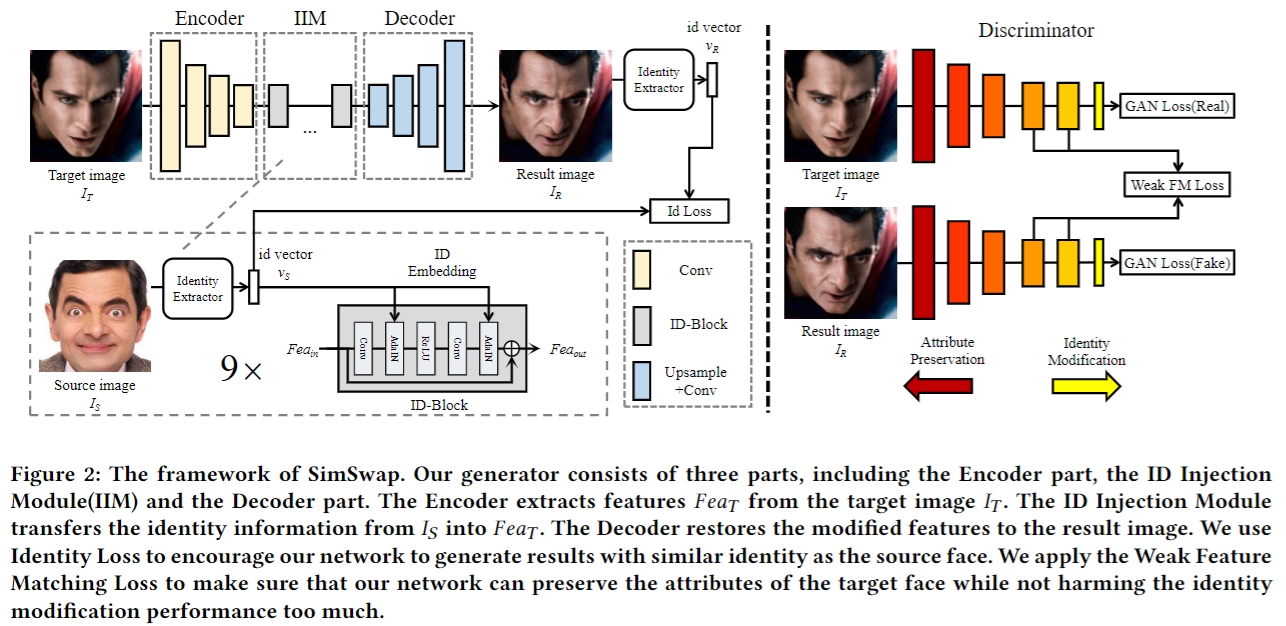 Encoder
IIM
Decoder
Target image
I_T
...
Result image
I_R
Identity
Extractor
id vector
v_R
Id Loss
Source image
I_S
Identity
Extractor
id vector
v_S
ID
Embedding
9×
Fea_in
Conv
AdaIN
ReLU
Conv
AdaIN
Fea_out
ID-Block
Conv
ID-Block
Upsample
+Conv
Discriminator
Target image
I_T
GAN Loss(Real)
Weak FM Loss
Result image
I_R
GAN Loss(Fake)
Attribute
Preservation
Identity
Modification
Figure 2: The framework of SimSwap. Our generator consists of three parts, including the Encoder part, the ID Injection
Module(IIM) and the Decoder part. The Encoder extracts features Fea_T from the target image I_T. The ID Injection Module
transfers the identity information from I_S into Fea_T. The Decoder restores the modified features to the result image. We use
Identity Loss to encourage our network to generate results with similar identity as the source face. We apply the Weak Feature
Matching Loss to make sure that our network can preserve the attributes of the target face while not harming the identity
modification performance too much.